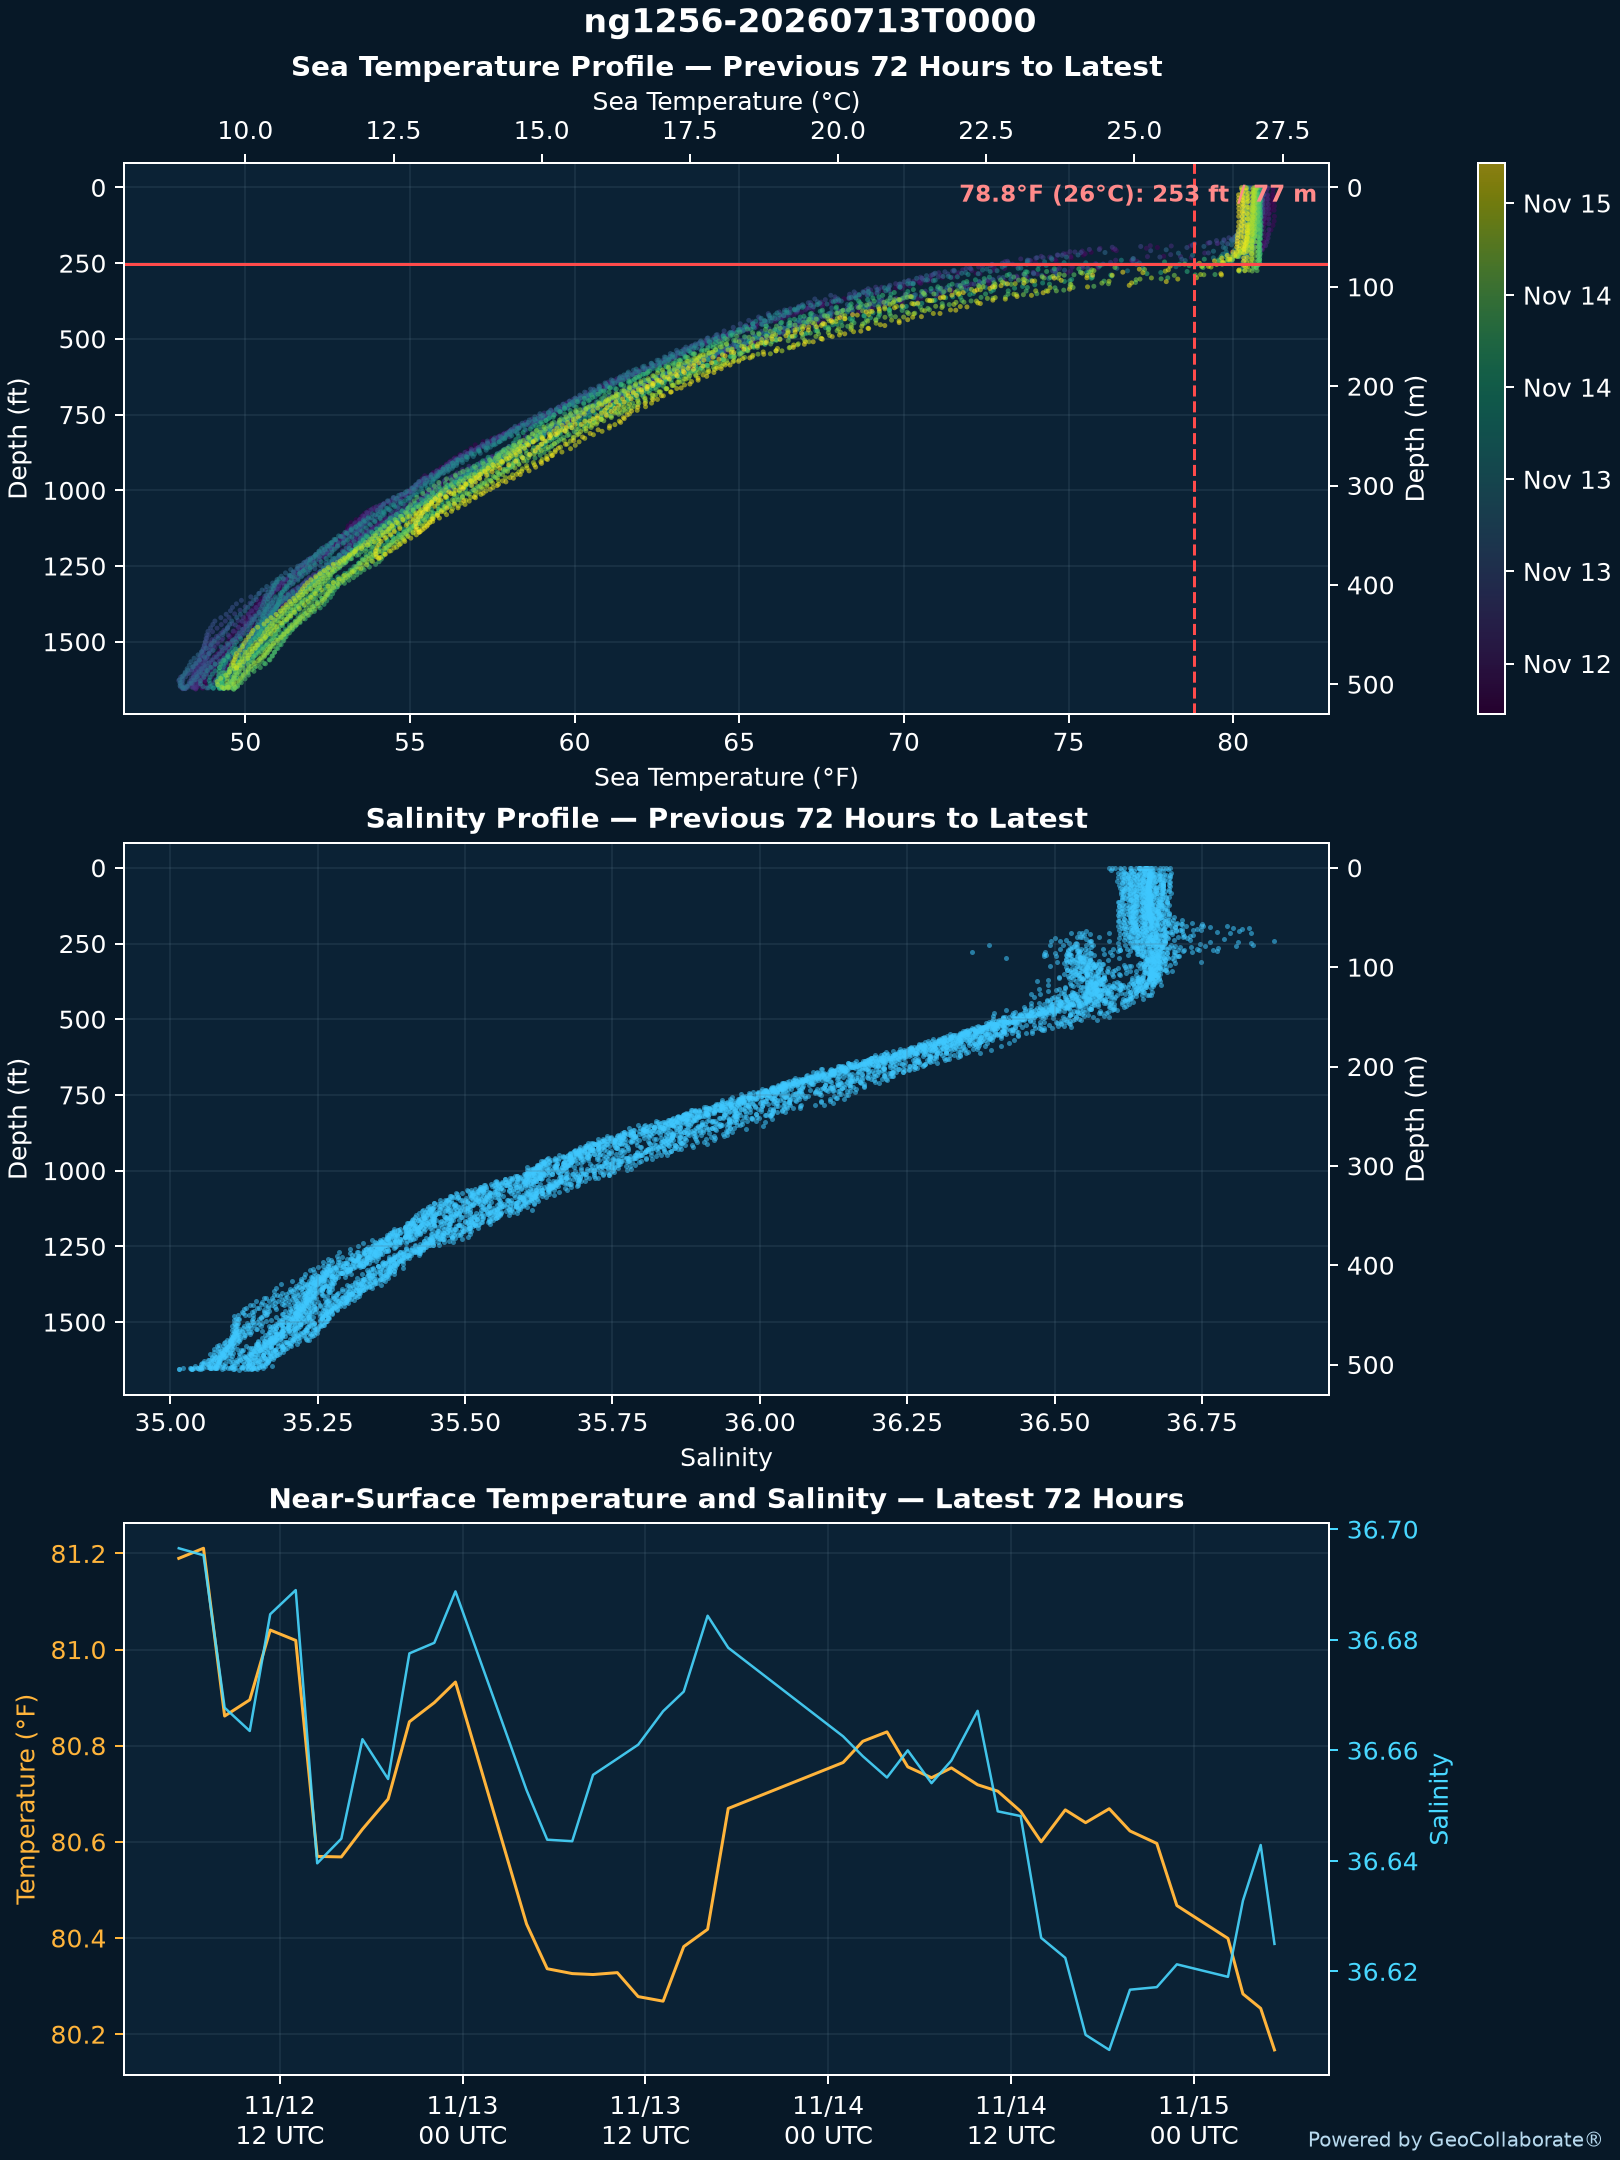 ng1256-20260713T0000
Sea Temperature Profile — Previous 72 Hours to Latest
Sea Temperature (°C)
10.0 12.5 15.0 17.5 20.0 22.5 25.0 27.5
78.8°F (26°C): 253 ft / 77 m
0
250
500
750
1000
1250
1500
Depth (ft)
0
100
200
300
400
500
Depth (m)
Nov 15
Nov 14
Nov 14
Nov 13
Nov 13
Nov 12
50 55 60 65 70 75 80
Sea Temperature (°F)
Salinity Profile — Previous 72 Hours to Latest
0
250
500
750
1000
1250
1500
Depth (ft)
0
100
200
300
400
500
Depth (m)
35.00 35.25 35.50 35.75 36.00 36.25 36.50 36.75
Salinity
Near-Surface Temperature and Salinity — Latest 72 Hours
81.2
81.0
80.8
80.6
80.4
80.2
Temperature (°F)
36.70
36.68
36.66
36.64
36.62
Salinity
11/12 11/13 11/13 11/14 11/14 11/15
12 UTC 00 UTC 12 UTC 00 UTC 12 UTC 00 UTC
Powered by GeoCollaborate®